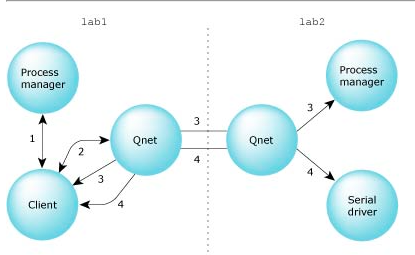 lab1
lab2
Process
manager
Process
manager
1
2
3
4
Qnet
3
4
Qnet
3
4
Client
Serial
driver